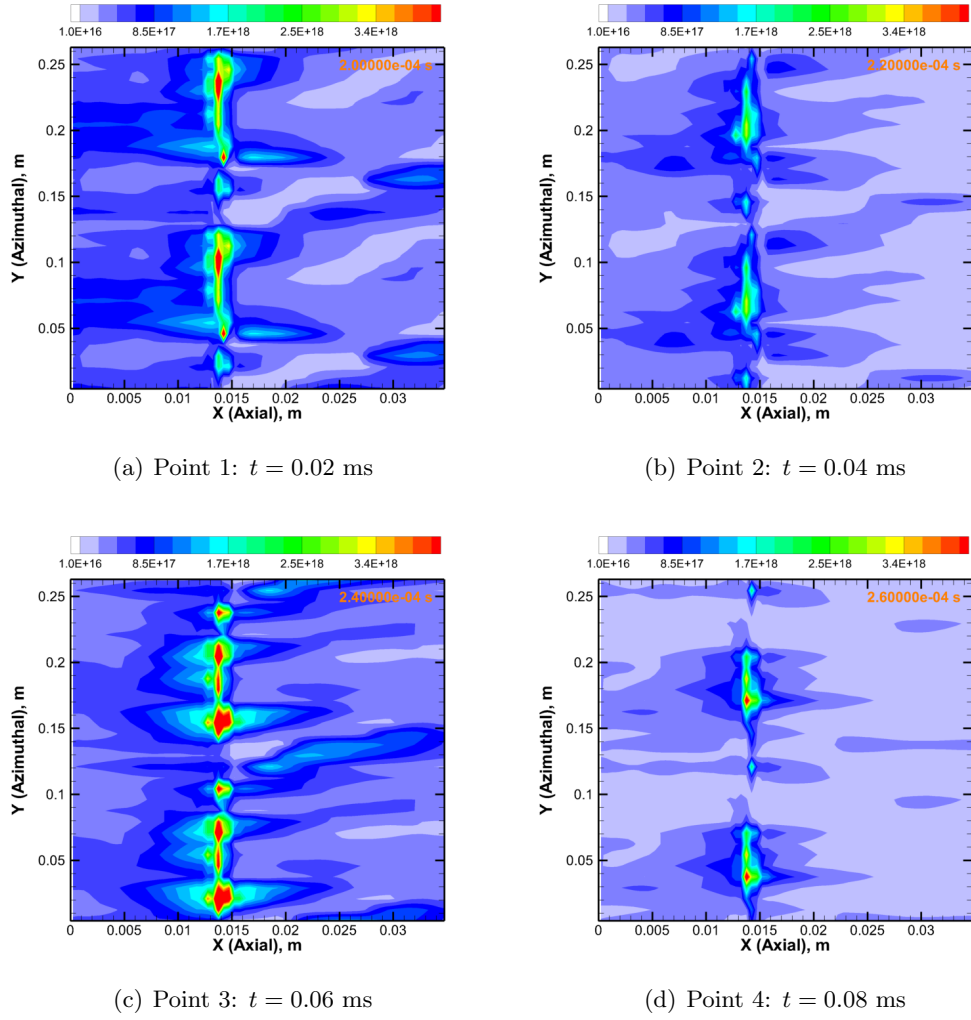 1.0E+16 8.5E+17 1.7E+18 2.5E+18 3.4E+18
2.00000e-04 s
0.25
0.2
0.15
0.1
0.05
Y (Azimuthal), m
0 0.005 0.01 0.015 0.02 0.025 0.03
X (Axial), m
(a) Point 1: t = 0.02 ms
1.0E+16 8.5E+17 1.7E+18 2.5E+18 3.4E+18
2.20000e-04 s
0.25
0.2
0.15
0.1
0.05
Y (Azimuthal), m
0 0.005 0.01 0.015 0.02 0.025 0.03
X (Axial), m
(b) Point 2: t = 0.04 ms
1.0E+16 8.5E+17 1.7E+18 2.5E+18 3.4E+18
2.40000e-04 s
0.25
0.2
0.15
0.1
0.05
Y (Azimuthal), m
0 0.005 0.01 0.015 0.02 0.025 0.03
X (Axial), m
(c) Point 3: t = 0.06 ms
1.0E+16 8.5E+17 1.7E+18 2.5E+18 3.4E+18
2.60000e-04 s
0.25
0.2
0.15
0.1
0.05
Y (Azimuthal), m
0 0.005 0.01 0.015 0.02 0.025 0.03
X (Axial), m
(d) Point 4: t = 0.08 ms